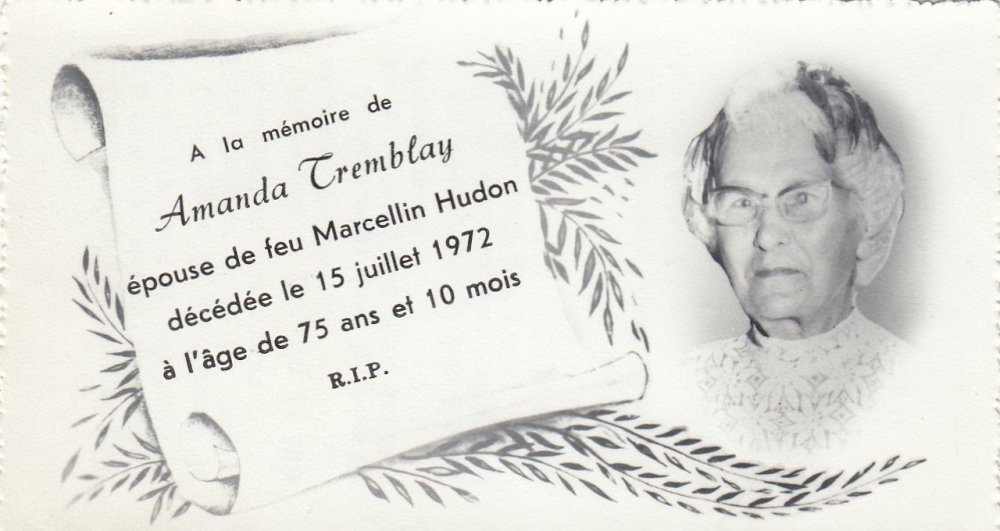 A la mémoire de
Amanda Tremblay
épouse de feu Marcellin Hudon
décédée le 15 juillet 1972
à l'âge de 75 ans et 10 mois
R.I.P.